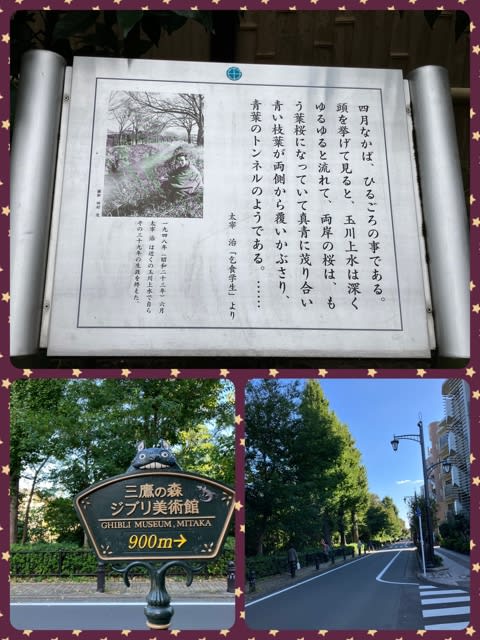 四月なかば、ひるごろの事である。
頭を挙げて見ると、玉川上水は深く
ゆるゆると流れて、両岸の桜は、も
う葉桜になっていて真青に茂り合い
青い枝葉が両側から覆いかぶさり、
青葉のトンネルのようである。……
太宰 治「乞食学生」より
一九四八年(昭和二十三年)六月
太宰 治は近くの玉川上水で自ら
その三十九年の生涯を終えた。
三鷹の森
ジブリ美術館
GHIBLI MUSEUM, MITAKA
900m→